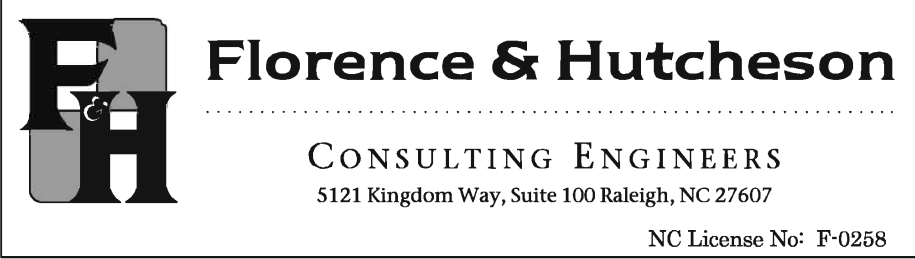 F&H
Florence & Hutcheson
CONSULTING ENGINEERS
5121 Kingdom Way, Suite 100 Raleigh, NC 27607
NC License No: F-0258